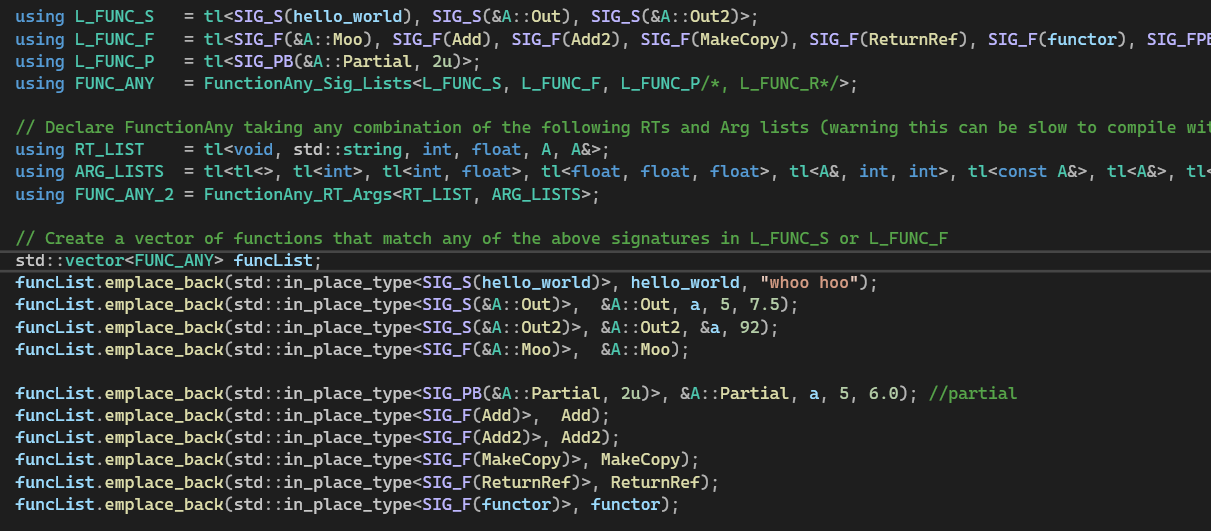 using L_FUNC_S   = tl<SIG_S(hello_world), SIG_S(&A::Out), SIG_S(&A::Out2)>;
using L_FUNC_F   = tl<SIG_F(&A::Moo), SIG_F(Add), SIG_F(Add2), SIG_F(MakeCopy), SIG_F(ReturnRef), SIG_F(functor), SIG_FPB
using L_FUNC_P   = tl<SIG_PB(&A::Partial, 2u)>;
using FUNC_ANY   = FunctionAny_Sig_Lists<L_FUNC_S, L_FUNC_F, L_FUNC_P/*, L_FUNC_R*/>;
// Declare FunctionAny taking any combination of the following RTs and Arg lists (warning this can be slow to compile wit
using RT_LIST    = tl<void, std::string, int, float, A, A&>;
using ARG_LISTS  = tl<tl<>, tl<int>, tl<int, float>, tl<float, float, float>, tl<A&, int, int>, tl<const A&>, tl<A&>, tl<
using FUNC_ANY_2 = FunctionAny_RT_Args<RT_LIST, ARG_LISTS>;
// Create a vector of functions that match any of the above signatures in L_FUNC_S or L_FUNC_F
std::vector<FUNC_ANY> funcList;
funcList.emplace_back(std::in_place_type<SIG_S(hello_world)>, hello_world, "whoo hoo");
funcList.emplace_back(std::in_place_type<SIG_S(&A::Out)>,  &A::Out, a, 5, 7.5);
funcList.emplace_back(std::in_place_type<SIG_S(&A::Out2)>, &A::Out2, &a, 92);
funcList.emplace_back(std::in_place_type<SIG_F(&A::Moo)>,  &A::Moo);
funcList.emplace_back(std::in_place_type<SIG_PB(&A::Partial, 2u)>, &A::Partial, a, 5, 6.0); //partial
funcList.emplace_back(std::in_place_type<SIG_F(Add)>,  Add);
funcList.emplace_back(std::in_place_type<SIG_F(Add2)>, Add2);
funcList.emplace_back(std::in_place_type<SIG_F(MakeCopy)>, MakeCopy);
funcList.emplace_back(std::in_place_type<SIG_F(ReturnRef)>, ReturnRef);
funcList.emplace_back(std::in_place_type<SIG_F(functor)>, functor);